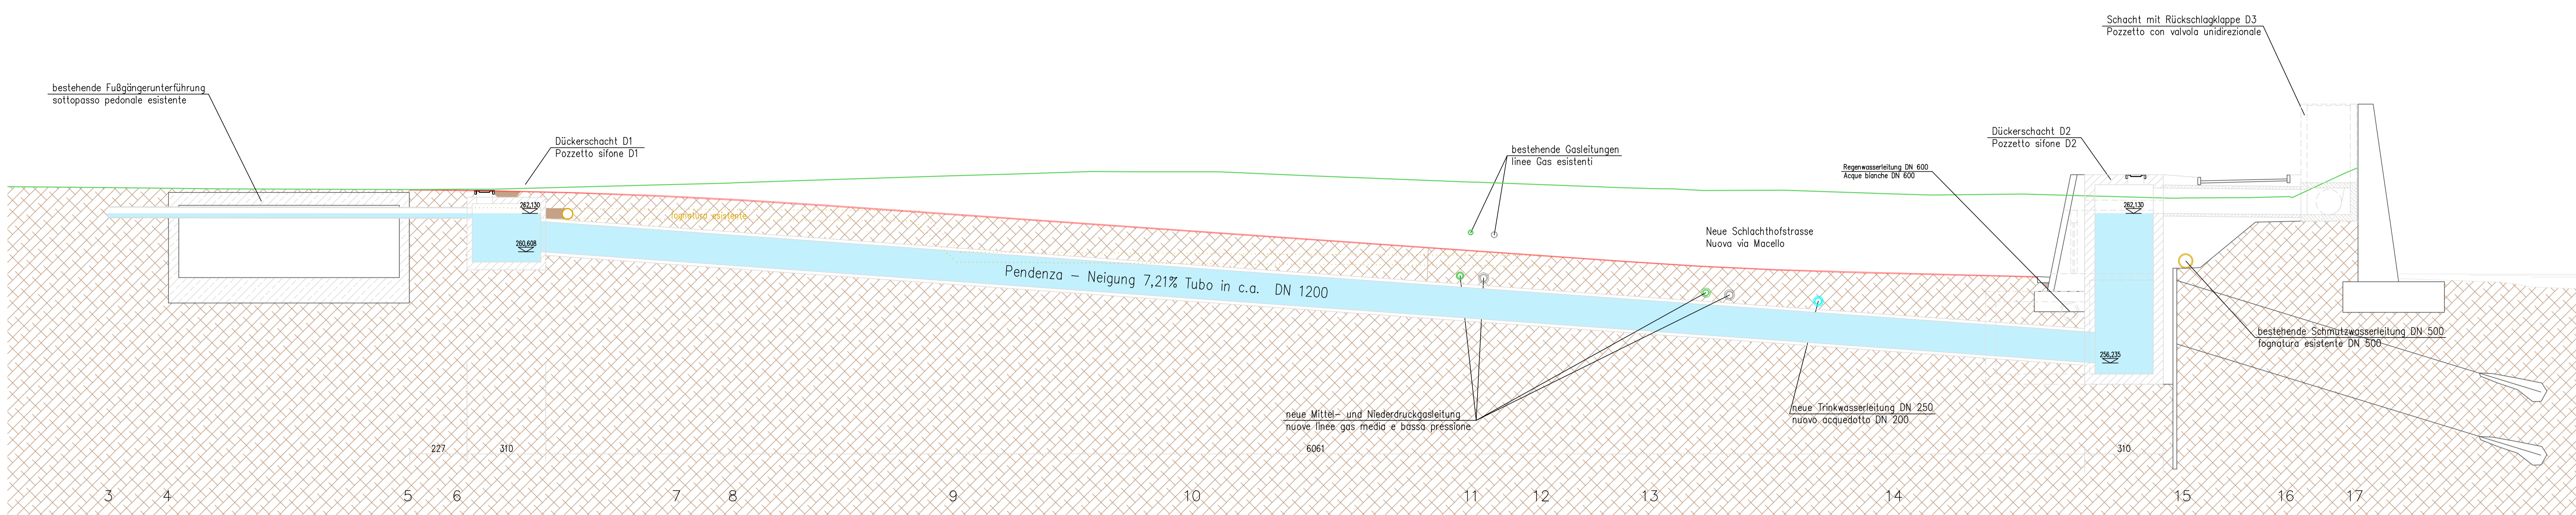 Schacht mit Rückschlagklappe D3
Pozzetto con valvola unidirezionale
bestehende Fußgängerunterführung
sottopasso pedonale esistente
Dückerschacht D1
Pozzetto sifone D1
Dückerschacht D2
Pozzetto sifone D2
bestehende Gasleitungen
linee Gas esistenti
Regenwasserleitung DN 600
Acque blanche DN 600
262,130
262,130
fognatura esistente
Neue Schlachthofstrasse
Nuova via Macello
260,608
Pendenza - Neigung 7,21% Tubo in c.a. DN 1200
bestehende Schmutzwasserleitung DN 500
fognatura esistente DN 500
256,235
neue Mittel- und Niederdruckgasleitung
nuove linee gas media e bassa pressione
neue Trinkwasserleitung DN 250
nuovo acquedotto DN 200
227 310 6061 310
3 4 5 6 7 8 9 10 11 12 13 14 15 16 17